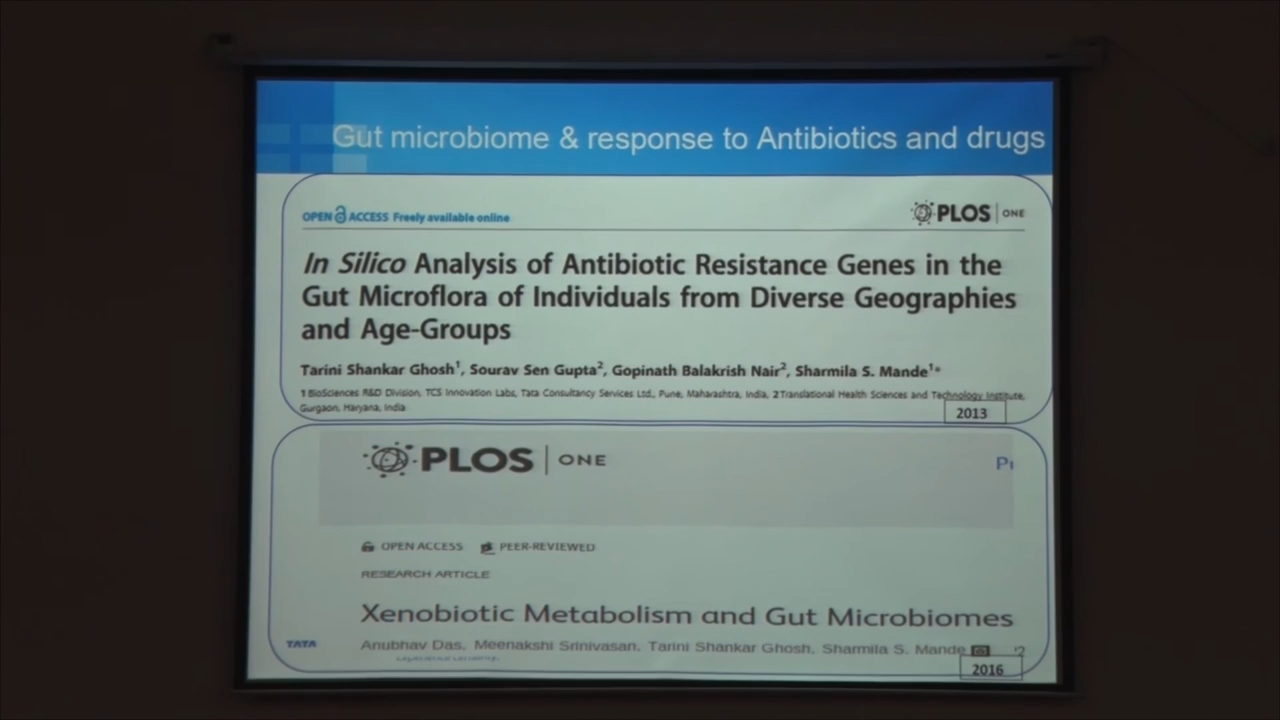 Gut microbiome & response to Antibiotics and drugs
OPEN ACCESS Freely available online
PLOS ONE
In Silico Analysis of Antibiotic Resistance Genes in the
Gut Microflora of Individuals from Diverse Geographies
and Age-Groups
Tarini Shankar Ghosh1, Sourav Sen Gupta2, Gopinath Balakrish Nair2, Sharmila S. Mande1*
1 BioSciences R&D Division, TCS Innovation Labs, Tata Consultancy Services Ltd., Pune, Maharashtra, India, 2 Translational Health Sciences and Technology Institute,
Gurgaon, Haryana, India
2013
PLOS ONE
OPEN ACCESS PEER-REVIEWED
RESEARCH ARTICLE
Xenobiotic Metabolism and Gut Microbiomes
Anubhav Das, Meenakshi Srinivasan, Tarini Shankar Ghosh, Sharmila S. Mande
TATA
2016